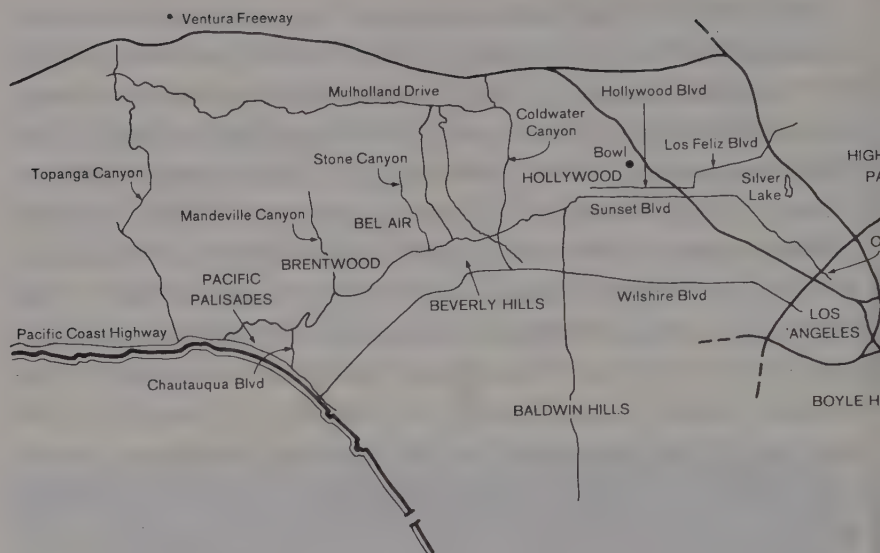 Ventura Freeway
Mulholland Drive
Hollywood Blvd
Coldwater
Canyon
Los Feliz Blvd
Bowl
HIGH
PA
Topanga Canyon
Stone Canyon
HOLLYWOOD
Silver
Lake
Mandeville Canyon
BEL AIR
Sunset Blvd
BRENTWOOD
PACIFIC
PALISADES
BEVERLY HILLS
Wilshire Blvd
LOS
ANGELES
Pacific Coast Highway
Chautauqua Blvd
BALDWIN HILLS
BOYLE H